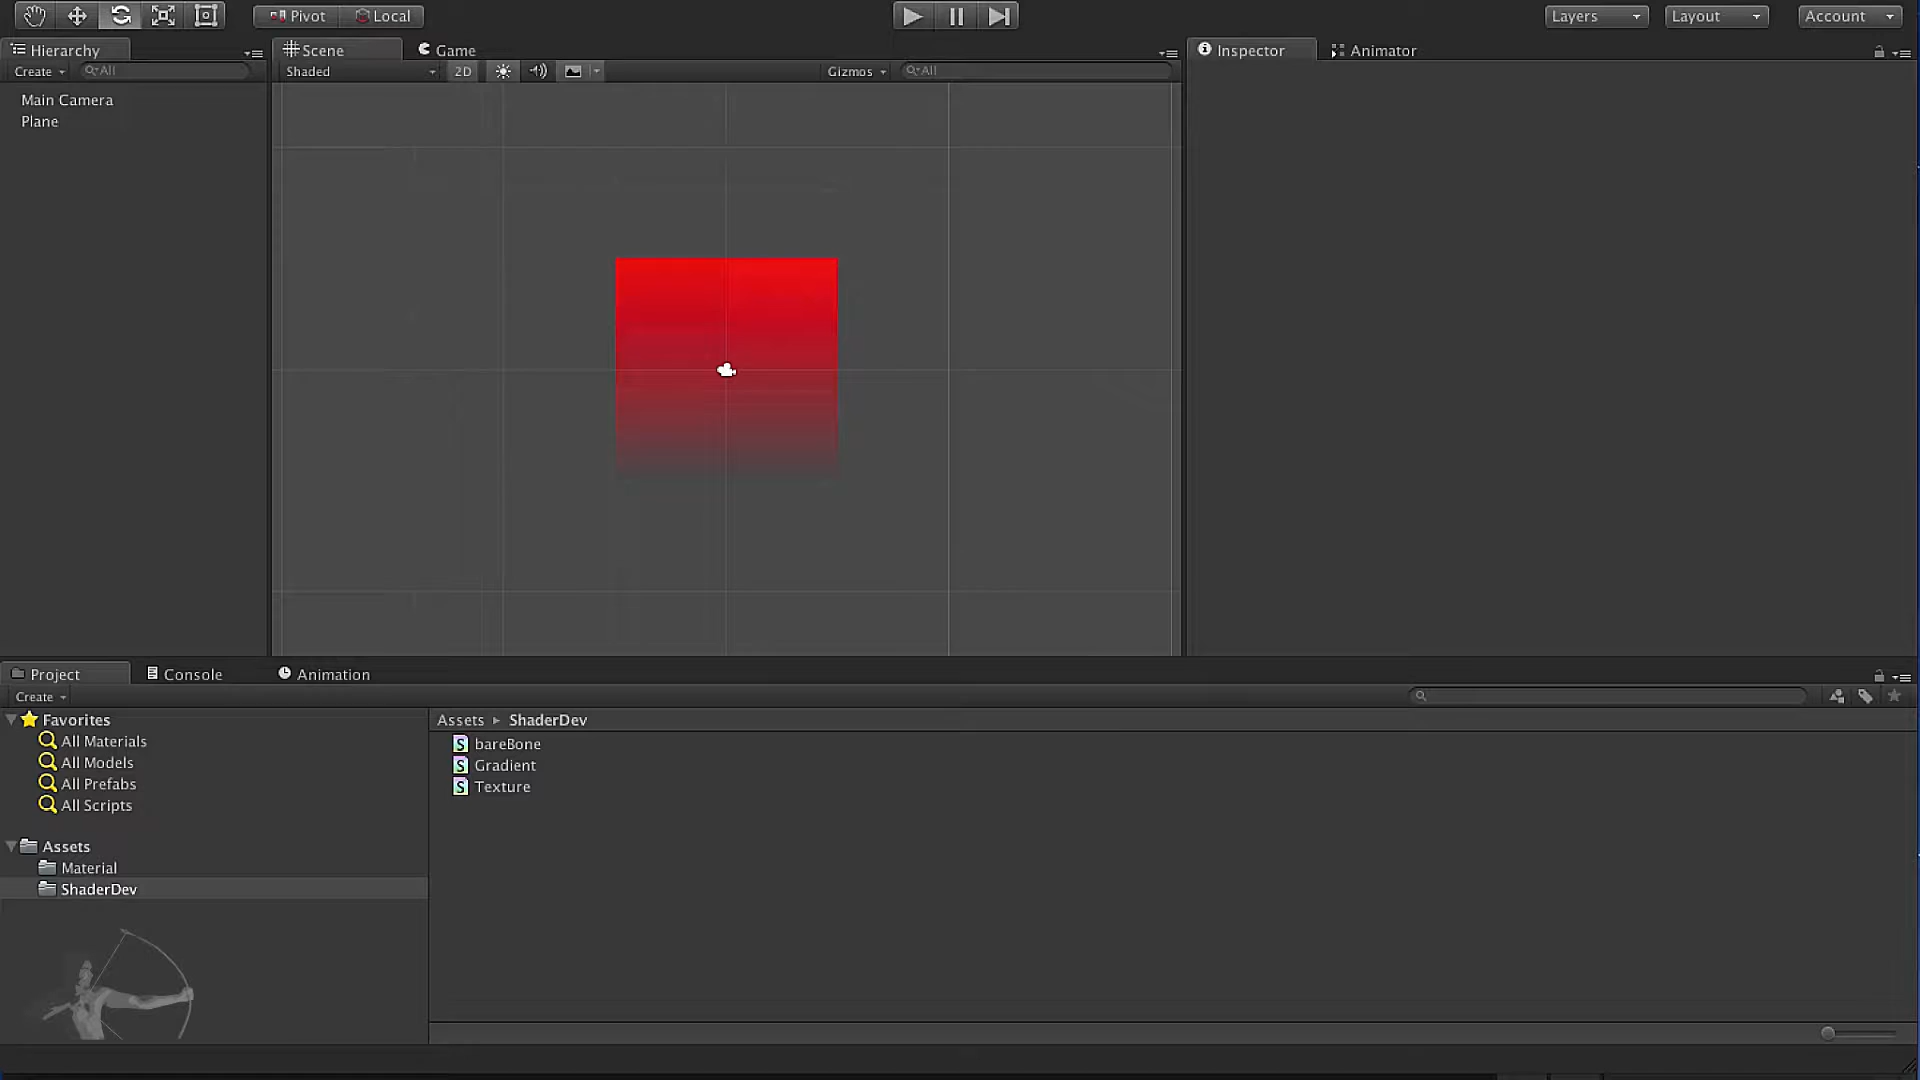 Pivot Local Layers Layout Account
Hierarchy Scene Game Inspector Animator
Create All Shaded 2D Gizmos All
Main Camera
Plane
Project Console Animation
Create
Favorites Assets ShaderDev
All Materials bareBone
All Models Gradient
All Prefabs Texture
All Scripts
Assets
Material
ShaderDev